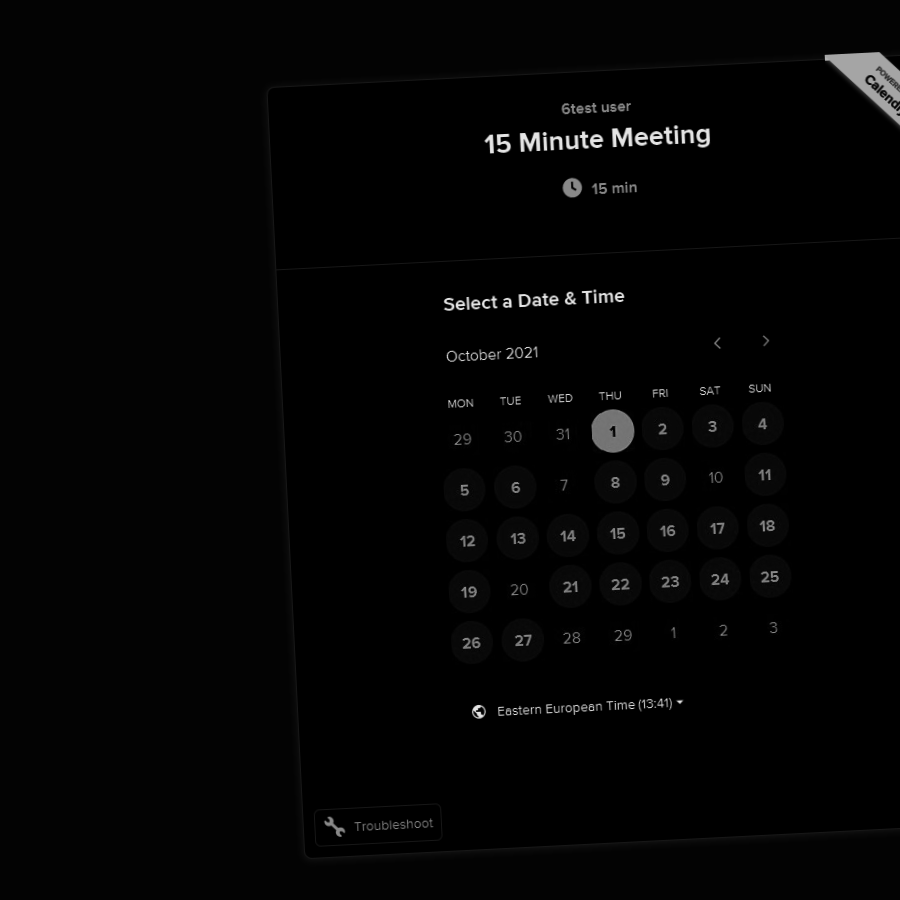 POWERED
Calendly
6test user
15 Minute Meeting
15 min
Select a Date & Time
October 2021
MON TUE WED THU FRI SAT SUN
29 30 31 1 2 3 4
5 6 7 8 9 10 11
12 13 14 15 16 17 18
19 20 21 22 23 24 25
26 27 28 29 1 2 3
Eastern European Time (13:41)
Troubleshoot